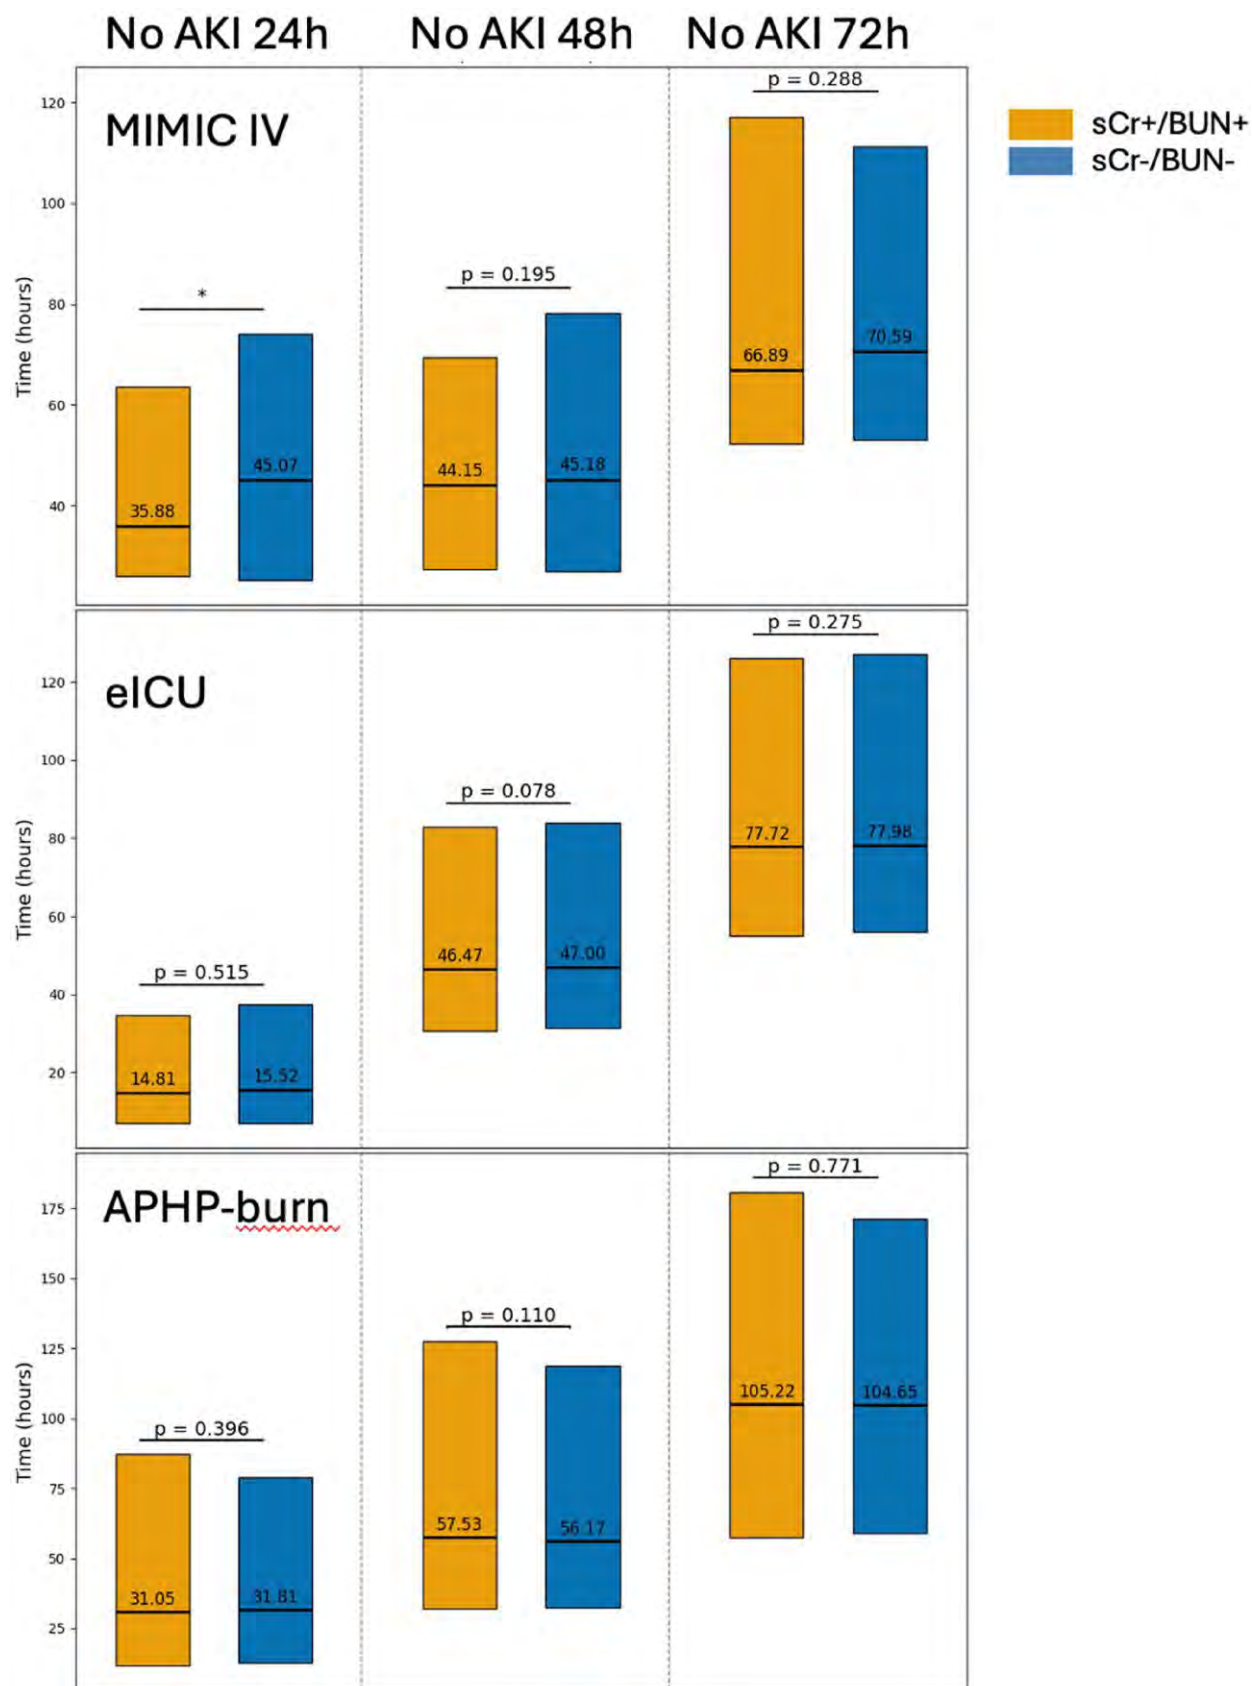 No AKI 24h No AKI 48h No AKI 72h
MIMIC IV
sCr+/BUN+
sCr-/BUN-
Time (hours)
120
100
80
60
40
*
p = 0.195
p = 0.288
35.88
45.07
44.15
45.18
66.89
70.59
eICU
Time (hours)
120
100
80
60
40
20
p = 0.515
p = 0.078
p = 0.275
14.81
15.52
46.47
47.00
77.72
77.98
APHP-burn
Time (hours)
175
150
125
100
75
50
25
p = 0.396
p = 0.110
p = 0.771
31.05
31.81
57.53
56.17
105.22
104.65